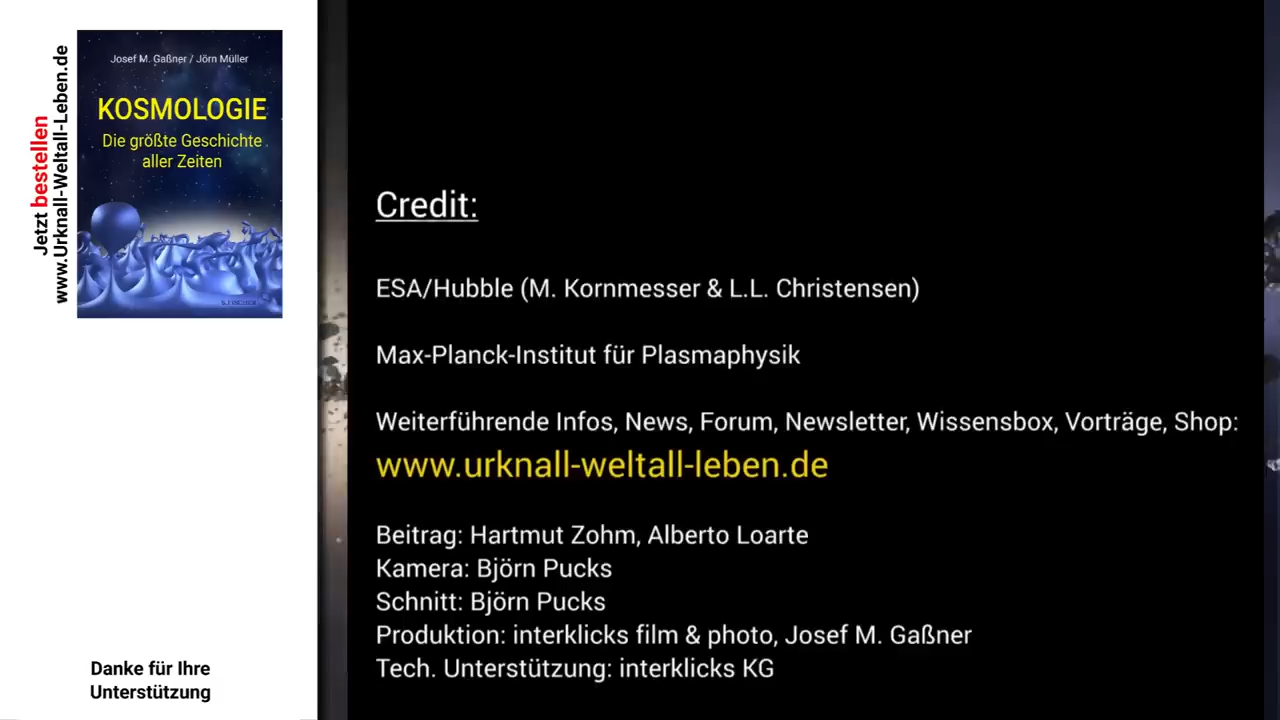 Jetzt bestellen
www.Urknall-Weltall-Leben.de
Josef M. Gaßner / Jörn Müller
KOSMOLOGIE
Die größte Geschichte
aller Zeiten
Danke für Ihre
Unterstützung
Credit:
ESA/Hubble (M. Kornmesser & L.L. Christensen)
Max-Planck-Institut für Plasmaphysik
Weiterführende Infos, News, Forum, Newsletter, Wissensbox, Vorträge, Shop:
www.urknall-weltall-leben.de
Beitrag: Hartmut Zohm, Alberto Loarte
Kamera: Björn Pucks
Schnitt: Björn Pucks
Produktion: interklicks film & photo, Josef M. Gaßner
Tech. Unterstützung: interklicks KG